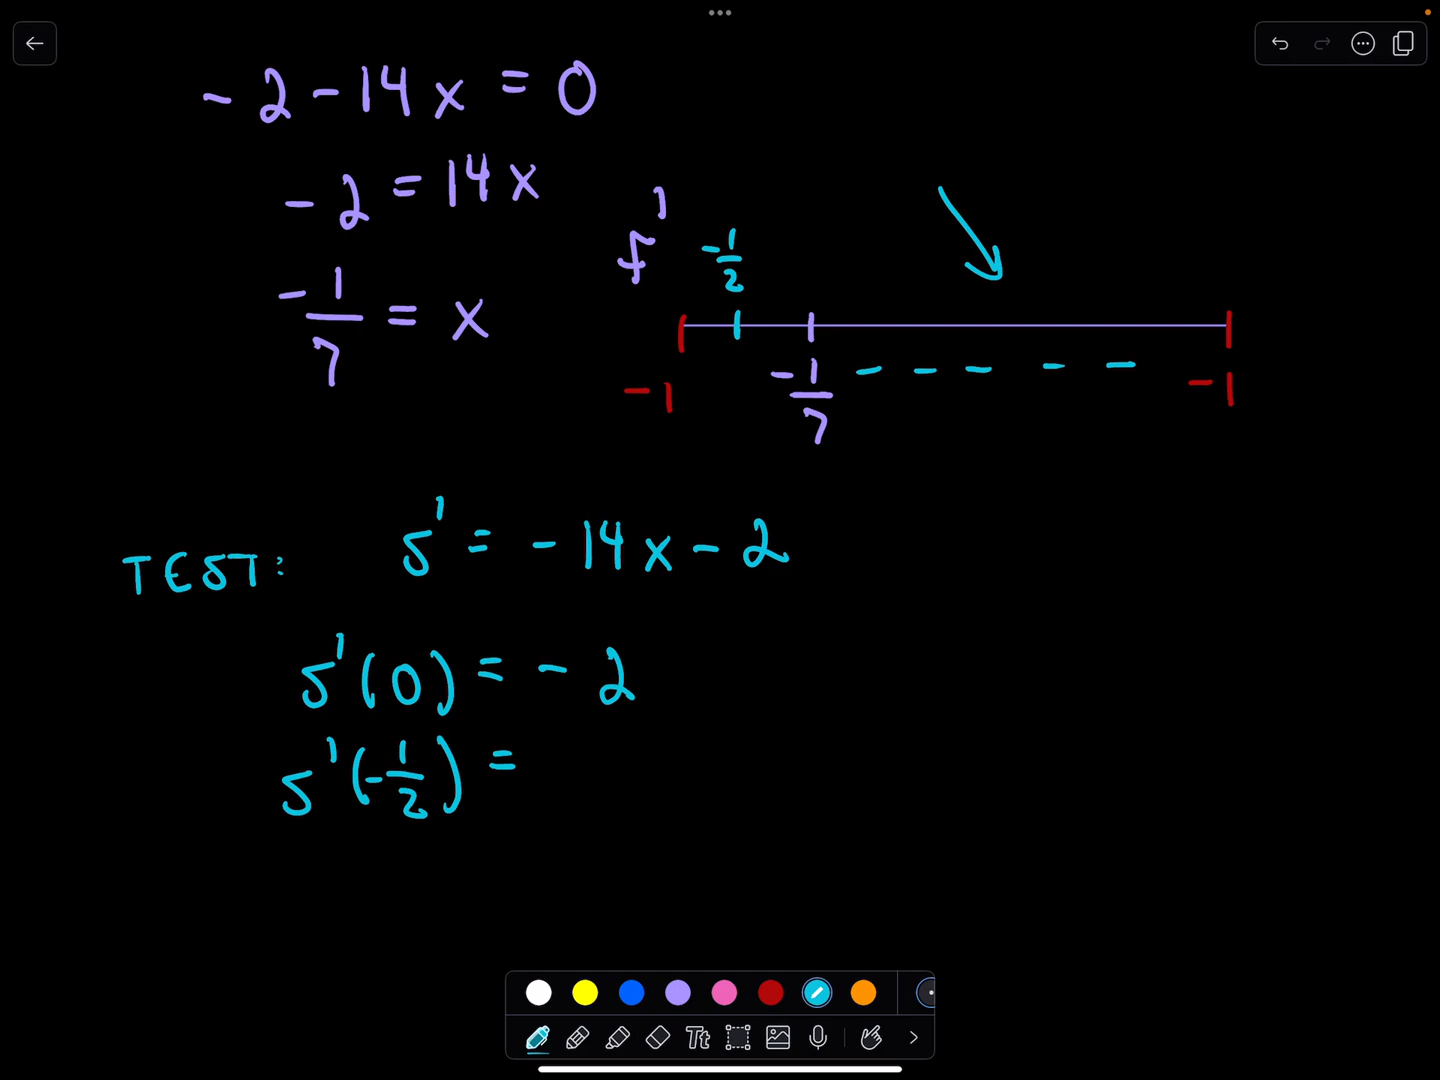 -2-14x=0
-2=14x
-1/7=x
f'
-1/2
-1 -1/7 - - - - - -1
TEST: s'=-14x-2
s'(0)=-2
s'(-1/2)=
Tt